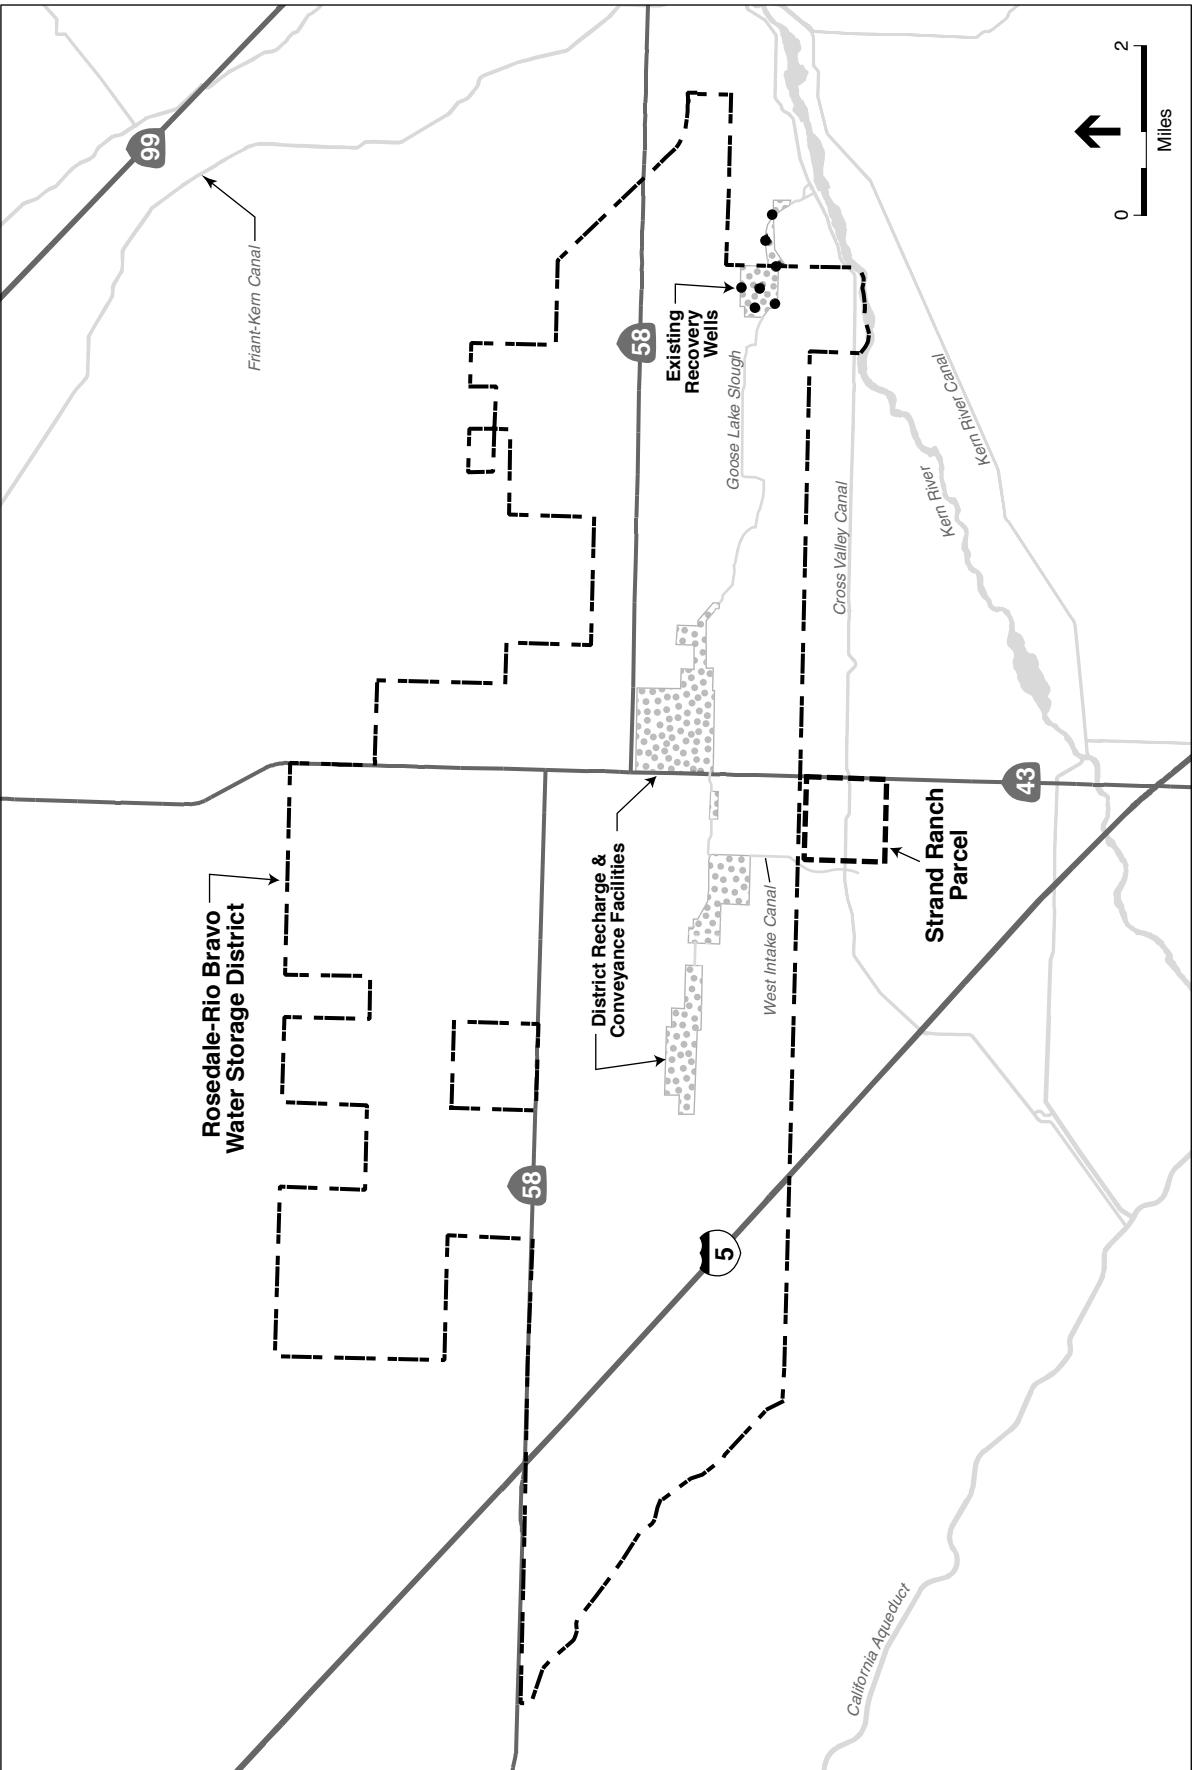 99
Friant-Kern Canal
Rosedale-Rio Bravo
Water Storage District
58
Existing
Recovery
Wells
Goose Lake Slough
58
District Recharge &
Conveyance Facilities
West Intake Canal
Cross Valley Canal
Kern River
Kern River Canal
5
Strand Ranch
Parcel
43
California Aqueduct
0
2
Miles